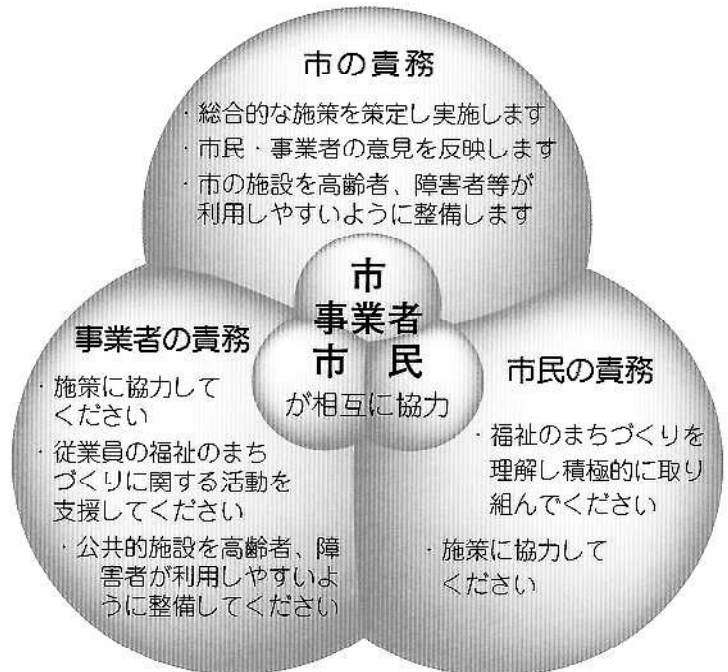 市の責務
・総合的な施策を策定し実施します
・市民・事業者の意見を反映します
・市の施設を高齢者、障害者等が
利用しやすいように整備します
市
事業者
市　民
が相互に協力
事業者の責務
・施策に協力して
ください
・従業員の福祉のまち
づくりに関する活動を
支援してください
・公共的施設を高齢者、障
害者が利用しやすいよ
うに整備してください
市民の責務
・福祉のまちづくりを
理解し積極的に取り
組んでください
・施策に協力して
ください